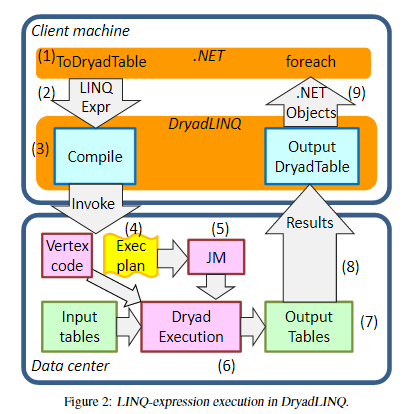 Client machine
(1) ToDryadTable .NET foreach
(2) LINQ Expr
.NET Objects (9)
DryadLINQ
(3) Compile
Output DryadTable
Invoke
Results
(4) (5)
Vertex code
Exec plan
JM
(8)
Input tables
Dryad Execution
Output Tables
(7)
(6)
Data center
Figure 2: LINQ-expression execution in DryadLINQ.